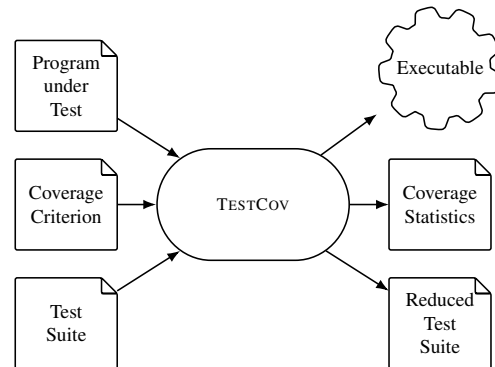 Program
under
Test
Executable
Coverage
Criterion
TESTCOV
Coverage
Statistics
Test
Suite
Reduced
Test
Suite